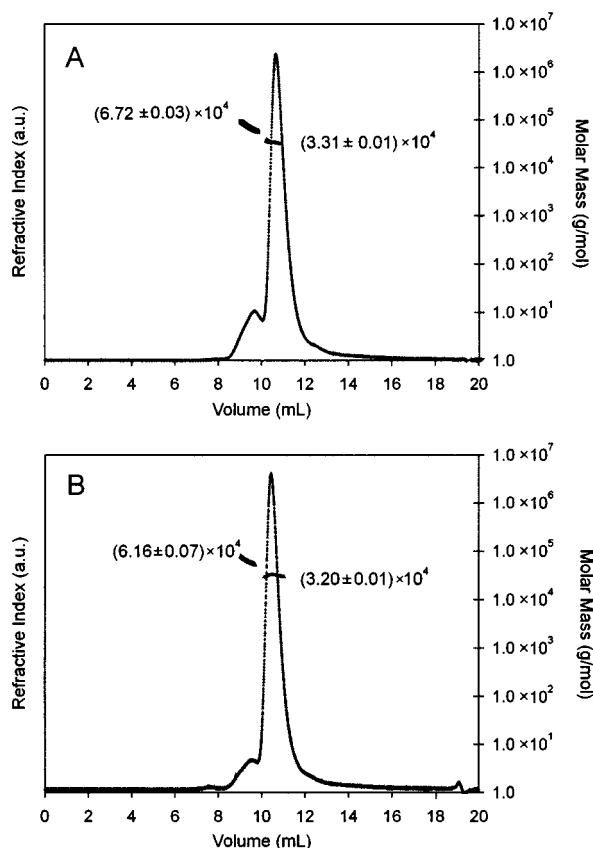 A
Refractive Index (a.u.)
(6.72 ±0.03) ×10⁴
(3.31 ± 0.01) ×10⁴
1.0 ×10⁷
1.0 ×10⁶
1.0 ×10⁵
1.0 ×10⁴
1.0 ×10³
1.0 ×10²
1.0 ×10¹
1.0
Molar Mass (g/mol)
0 2 4 6 8 10 12 14 16 18 20
Volume (mL)
B
Refractive Index (a.u.)
(6.16±0.07)×10⁴
(3.20±0.01)×10⁴
1.0 ×10⁷
1.0 ×10⁶
1.0 ×10⁵
1.0 ×10⁴
1.0 ×10³
1.0 ×10²
1.0 ×10¹
1.0
Molar Mass (g/mol)
0 2 4 6 8 10 12 14 16 18 20
Volume (mL)